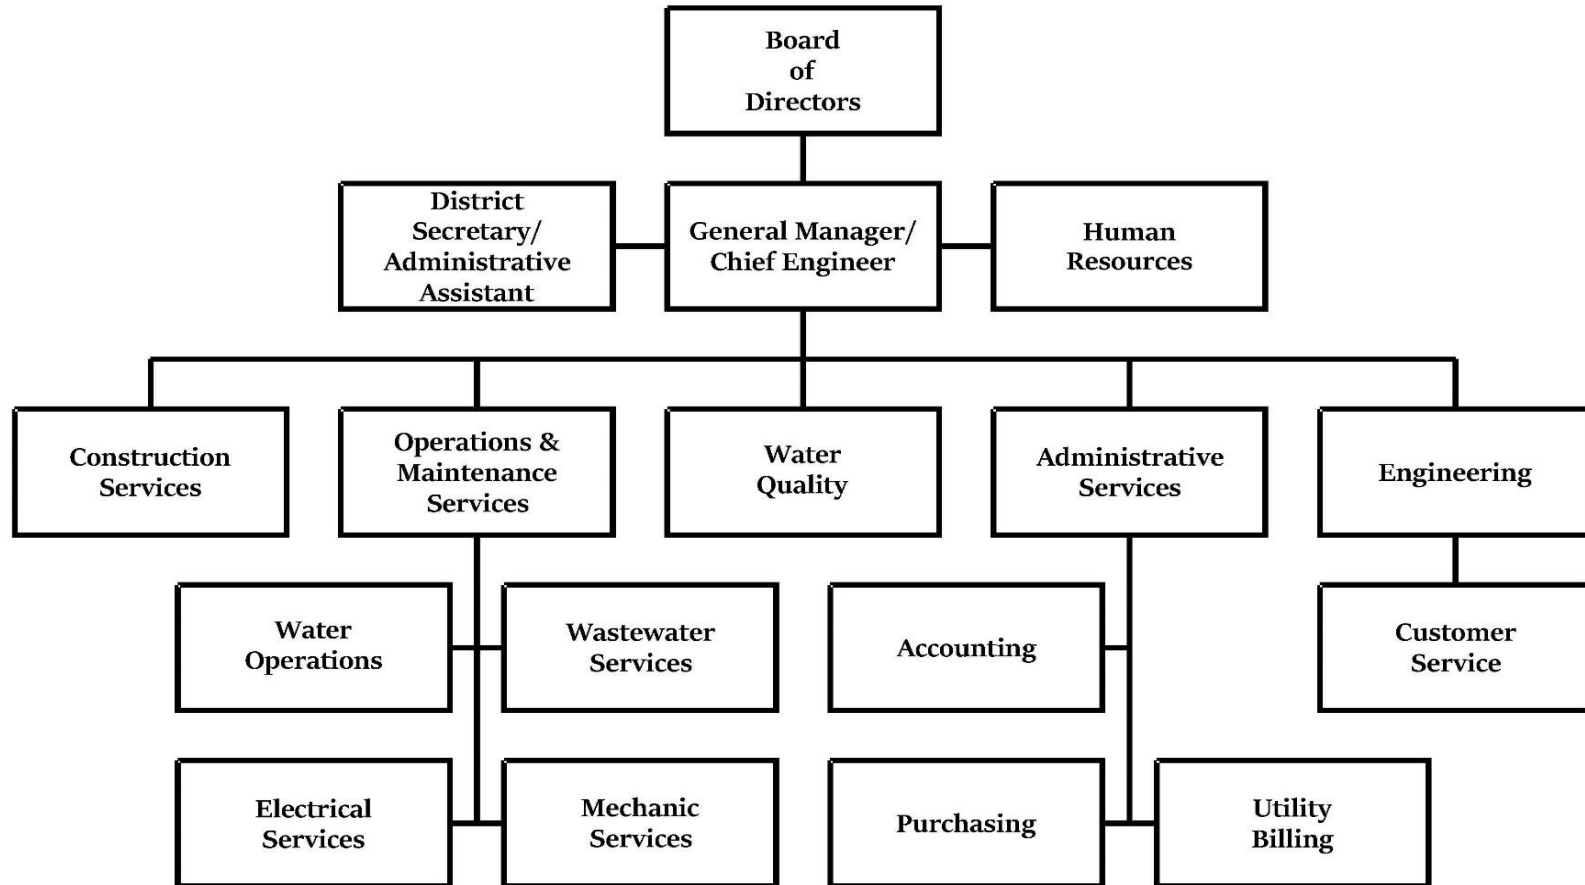 Board
of
Directors
District
Secretary/
Administrative
Assistant
General Manager/
Chief Engineer
Human
Resources
Construction
Services
Operations &
Maintenance
Services
Water
Quality
Administrative
Services
Engineering
Water
Operations
Wastewater
Services
Accounting
Customer
Service
Electrical
Services
Mechanic
Services
Purchasing
Utility
Billing